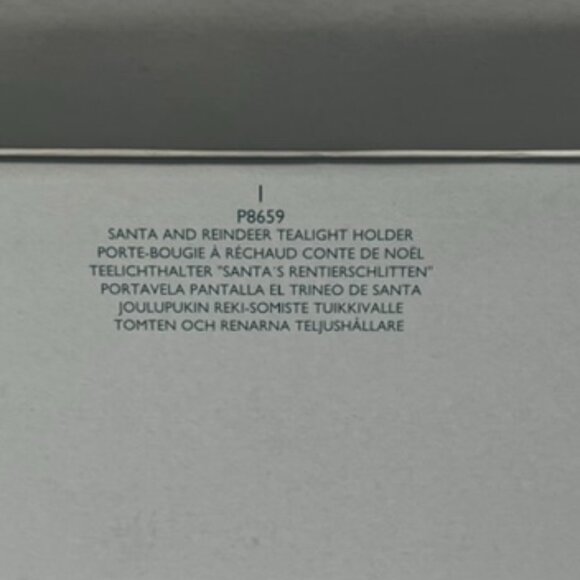 1
P8659
SANTA AND REINDEER TEALIGHT HOLDER
PORTE-BOUGIE À RÉCHAUD CONTE DE NOËL
TEELICHTHALTER "SANTA´S RENTIERSCHLITTEN"
PORTAVELA PANTALLA EL TRINEO DE SANTA
JOULUPUKIN REKI-SOMISTE TUIKKIVALLE
TOMTEN OCH RENARNA TELJUSHÅLLARE